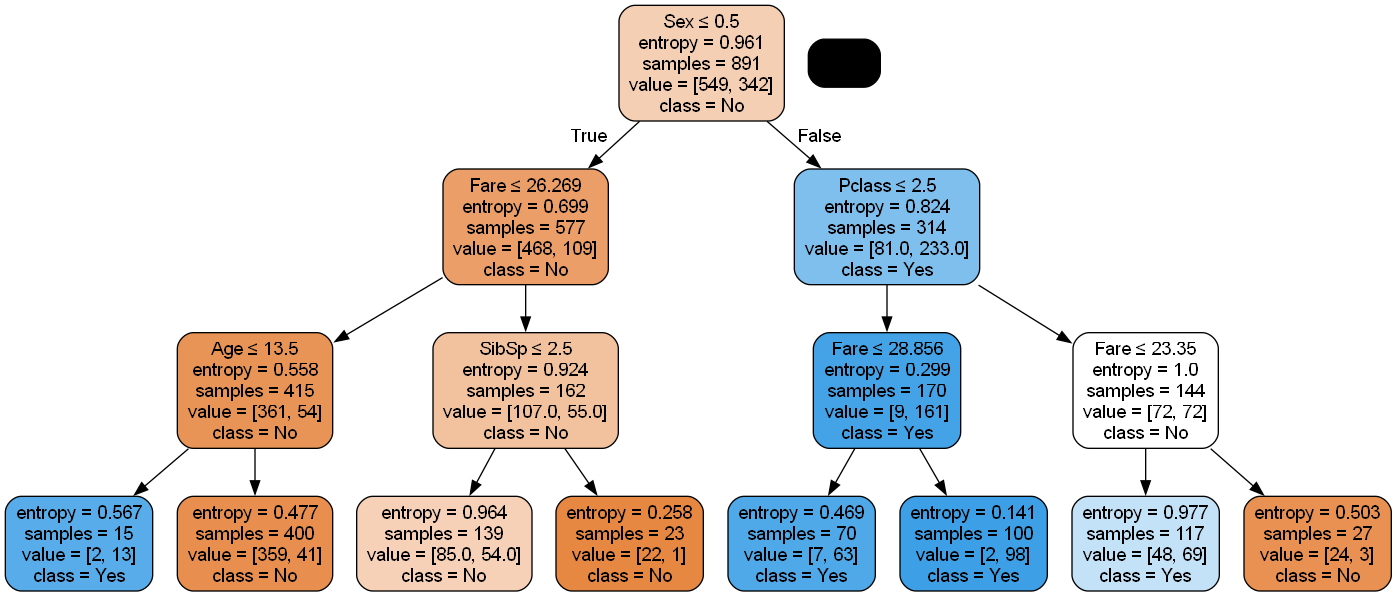 Sex ≤ 0.5
entropy = 0.961
samples = 891
value = [549, 342]
class = No
True
False
Fare ≤ 26.269
entropy = 0.699
samples = 577
value = [468, 109]
class = No
Pclass ≤ 2.5
entropy = 0.824
samples = 314
value = [81.0, 233.0]
class = Yes
Age ≤ 13.5
entropy = 0.558
samples = 415
value = [361, 54]
class = No
SibSp ≤ 2.5
entropy = 0.924
samples = 162
value = [107.0, 55.0]
class = No
Fare ≤ 28.856
entropy = 0.299
samples = 170
value = [9, 161]
class = Yes
Fare ≤ 23.35
entropy = 1.0
samples = 144
value = [72, 72]
class = No
entropy = 0.567
samples = 15
value = [2, 13]
class = Yes
entropy = 0.477
samples = 400
value = [359, 41]
class = No
entropy = 0.964
samples = 139
value = [85.0, 54.0]
class = No
entropy = 0.258
samples = 23
value = [22, 1]
class = No
entropy = 0.469
samples = 70
value = [7, 63]
class = Yes
entropy = 0.141
samples = 100
value = [2, 98]
class = Yes
entropy = 0.977
samples = 117
value = [48, 69]
class = Yes
entropy = 0.503
samples = 27
value = [24, 3]
class = No